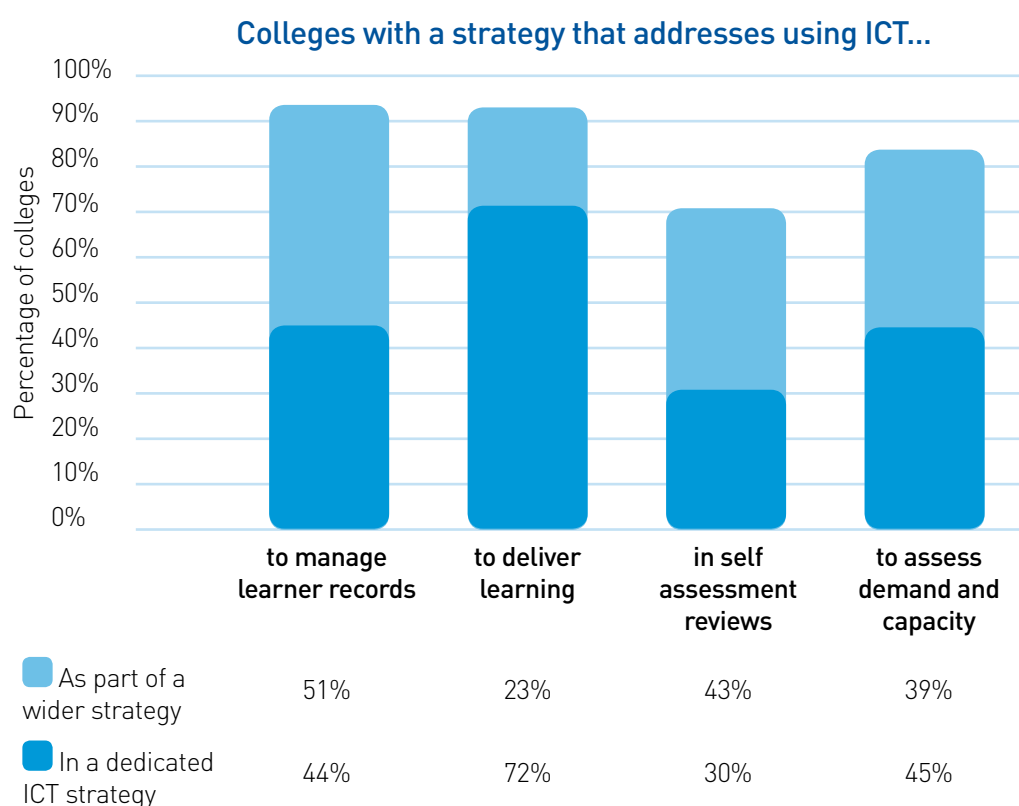 Colleges with a strategy that addresses using ICT...
Percentage of colleges
100%
90%
80%
70%
60%
50%
40%
30%
20%
10%
0%
to manage
learner records
to deliver
learning
in self
assessment
reviews
to assess
demand and
capacity
As part of a
wider strategy
51% 23% 43% 39%
In a dedicated
ICT strategy
44% 72% 30% 45%